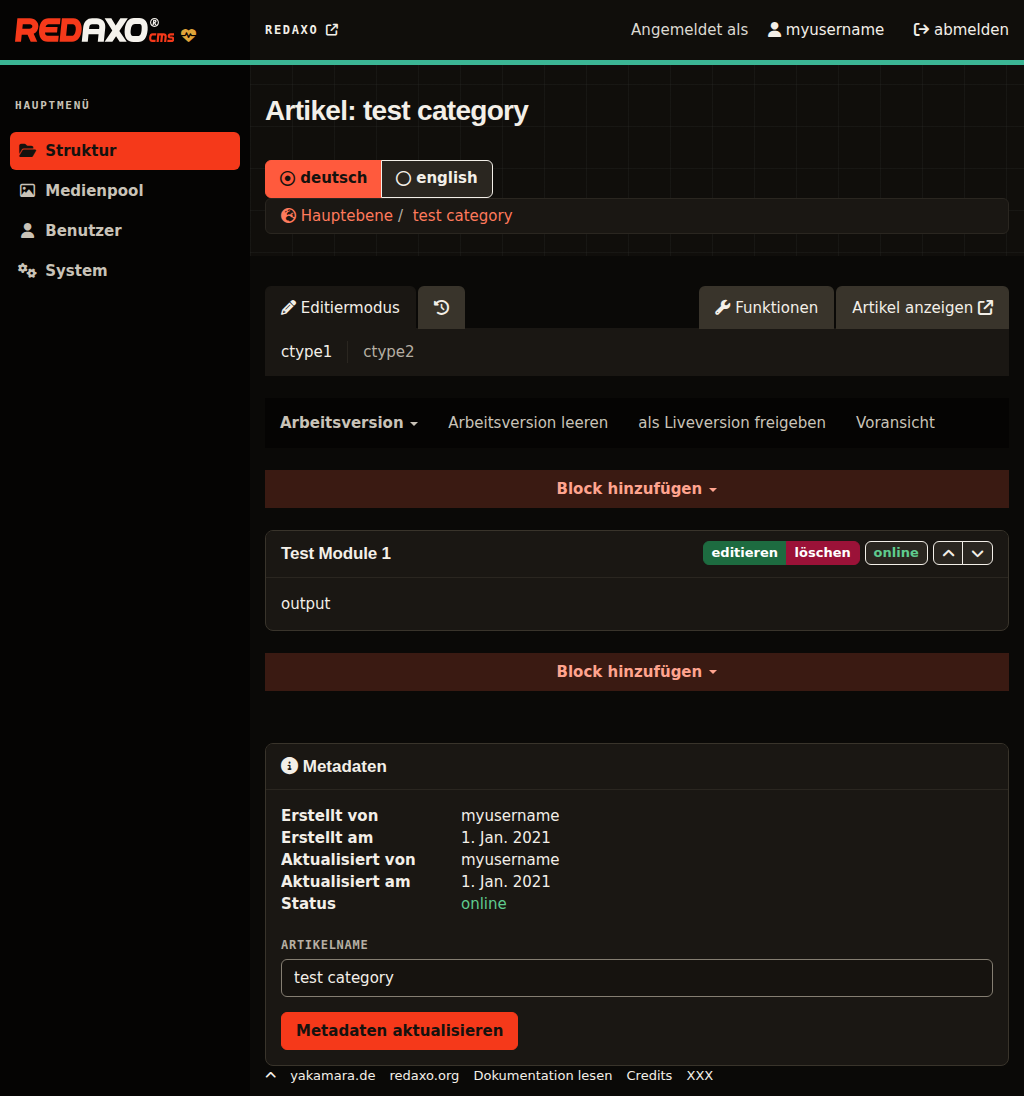 REDAXO® cms
REDAXO
Angemeldet als myusername abmelden
HAUPTMENÜ
Struktur
Medienpool
Benutzer
System
Artikel: test category
deutsch english
Hauptebene / test category
Editiermodus Funktionen Artikel anzeigen
ctype1 ctype2
Arbeitsversion Arbeitsversion leeren als Liveversion freigeben Voransicht
Block hinzufügen
Test Module 1 editieren löschen online
output
Block hinzufügen
Metadaten
Erstellt von myusername
Erstellt am 1. Jan. 2021
Aktualisiert von myusername
Aktualisiert am 1. Jan. 2021
Status online
ARTIKELNAME
test category
Metadaten aktualisieren
yakamara.de redaxo.org Dokumentation lesen Credits XXX